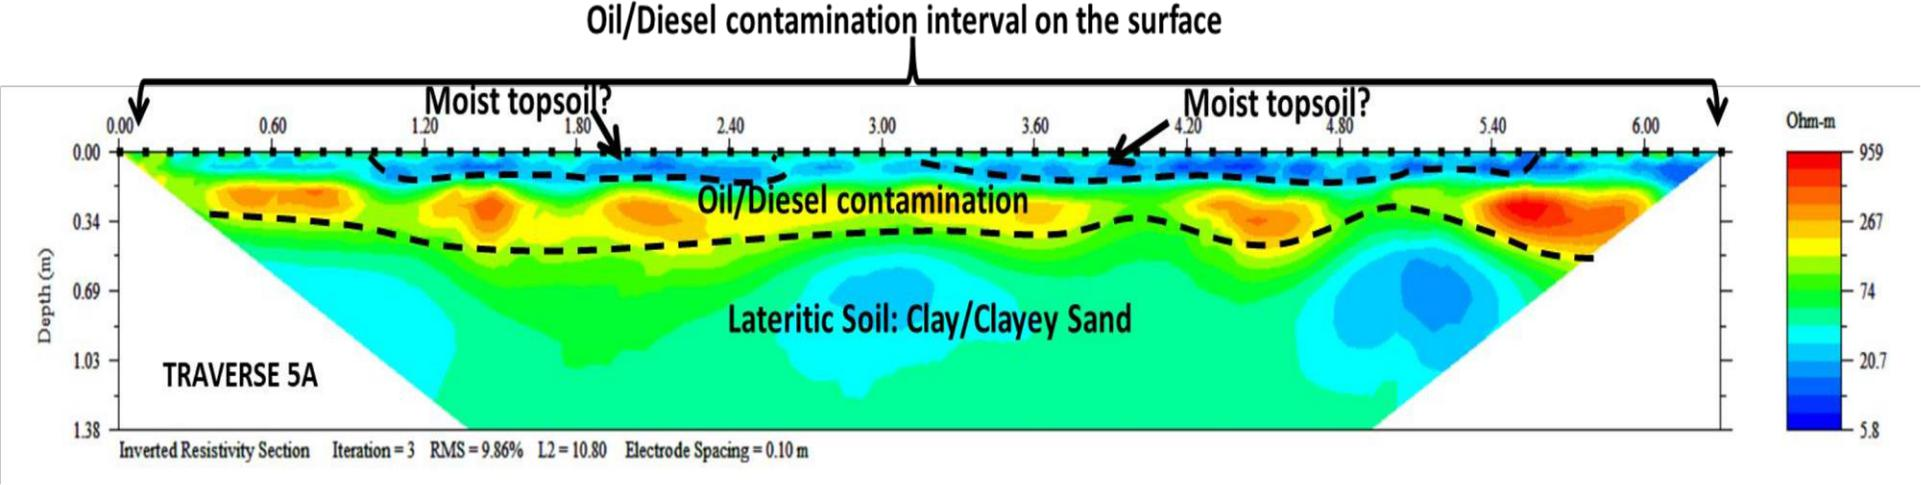 Oil/Diesel contamination interval on the surface
Moist topsoil?
Moist topsoil?
0.00 0.60 1.20 1.80 2.40 3.00 3.60 4.20 4.80 5.40 6.00
Ohm-m
0.00
0.34
0.69
1.03
1.38
Depth (m)
Oil/Diesel contamination
Lateritic Soil: Clay/Clayey Sand
TRAVERSE 5A
959
267
74
20.7
5.8
Inverted Resistivity Section Iteration = 3 RMS = 9.86% L2 = 10.80 Electrode Spacing = 0.10 m